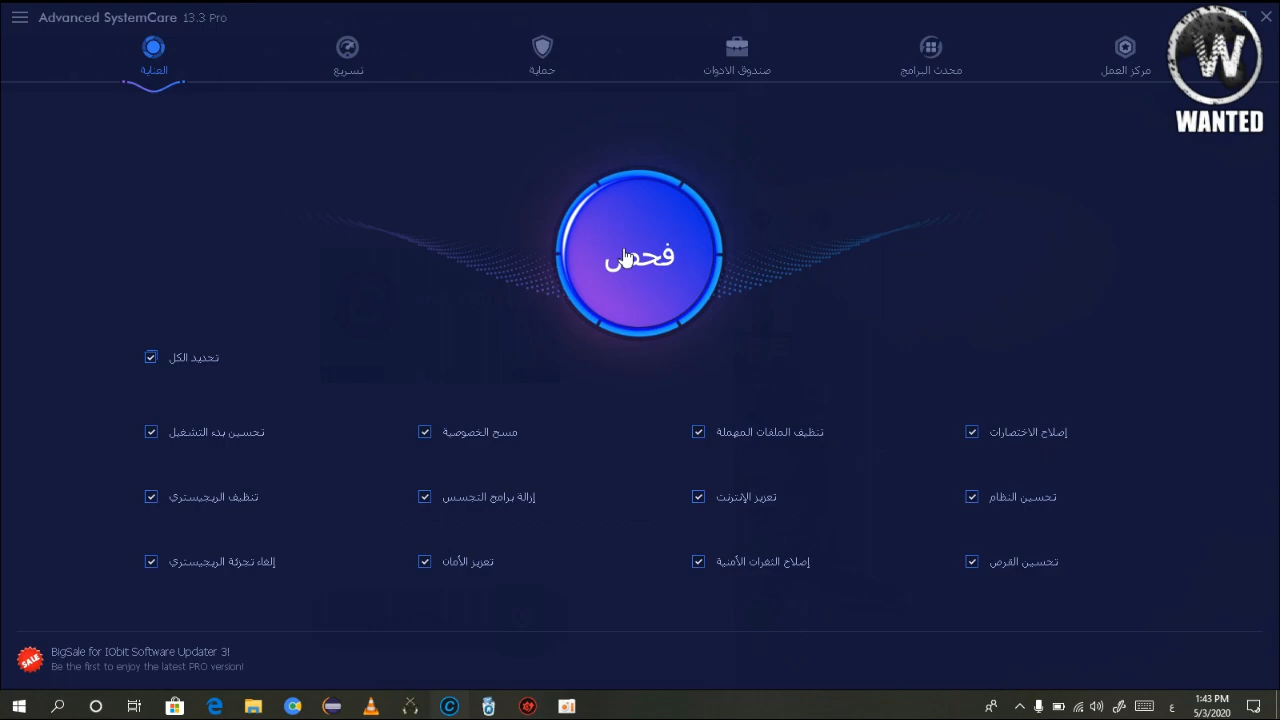 Advanced SystemCare 13.3 Pro
W
WANTED
العناية
تسريع
حماية
صندوق الادوات
محدث البرامج
مركز العمل
فحص
تحديد الكل
تحسين بدء التشغيل
مسح الخصوصية
تنظيف الملفات المهملة
إصلاح الاختصارات
تنظيف الريجيستري
إزالة برامج التجسس
تعزيز الإنترنت
تحسين النظام
إلغاء تجزئة الريجيستري
تعزيز الأمان
إصلاح الثغرات الأمنية
تحسين القرص
SALE
BigSale for IObit Software Updater 3!
Be the first to enjoy the latest PRO version!
ع
1:43 PM
5/3/2020